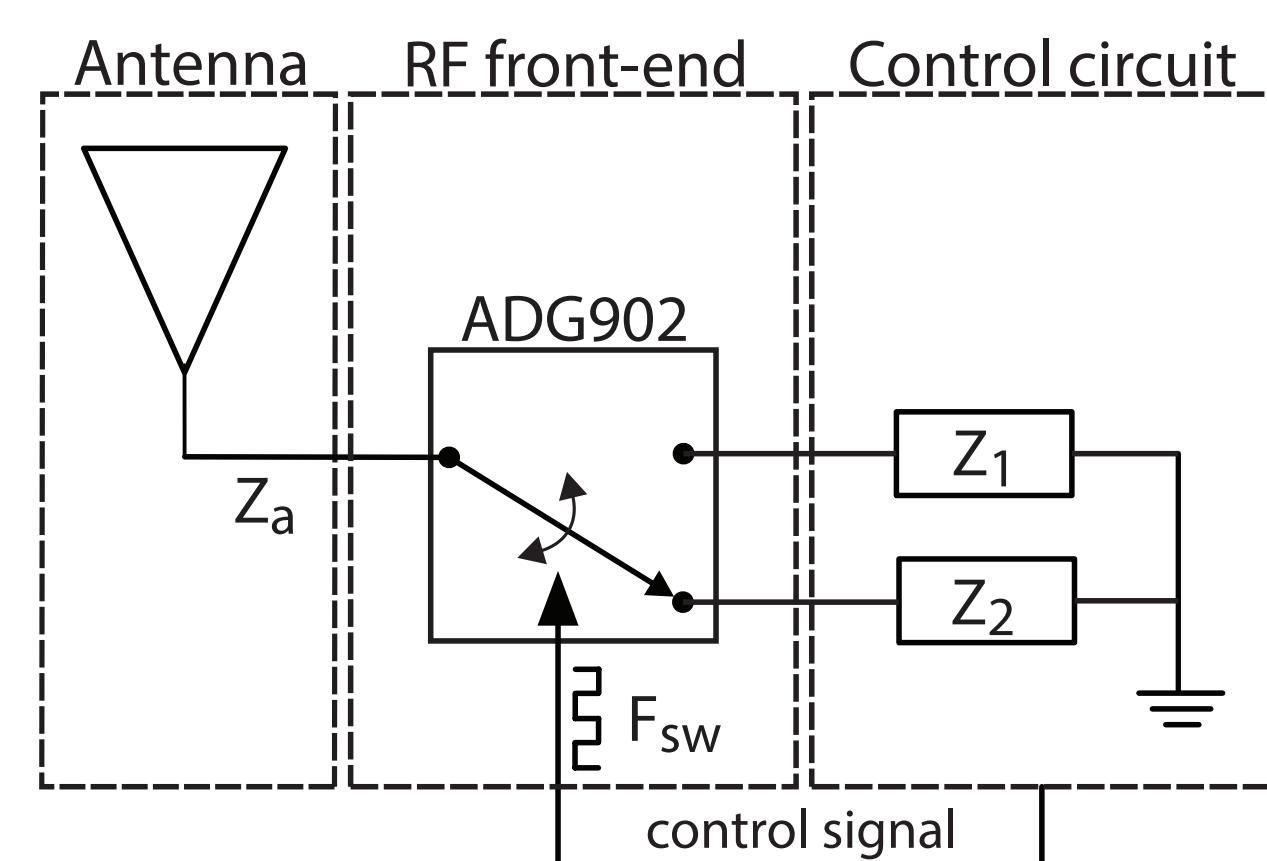 Antenna
RF front-end
Control circuit
ADG902
Za
Z1
Z2
Fsw
control signal